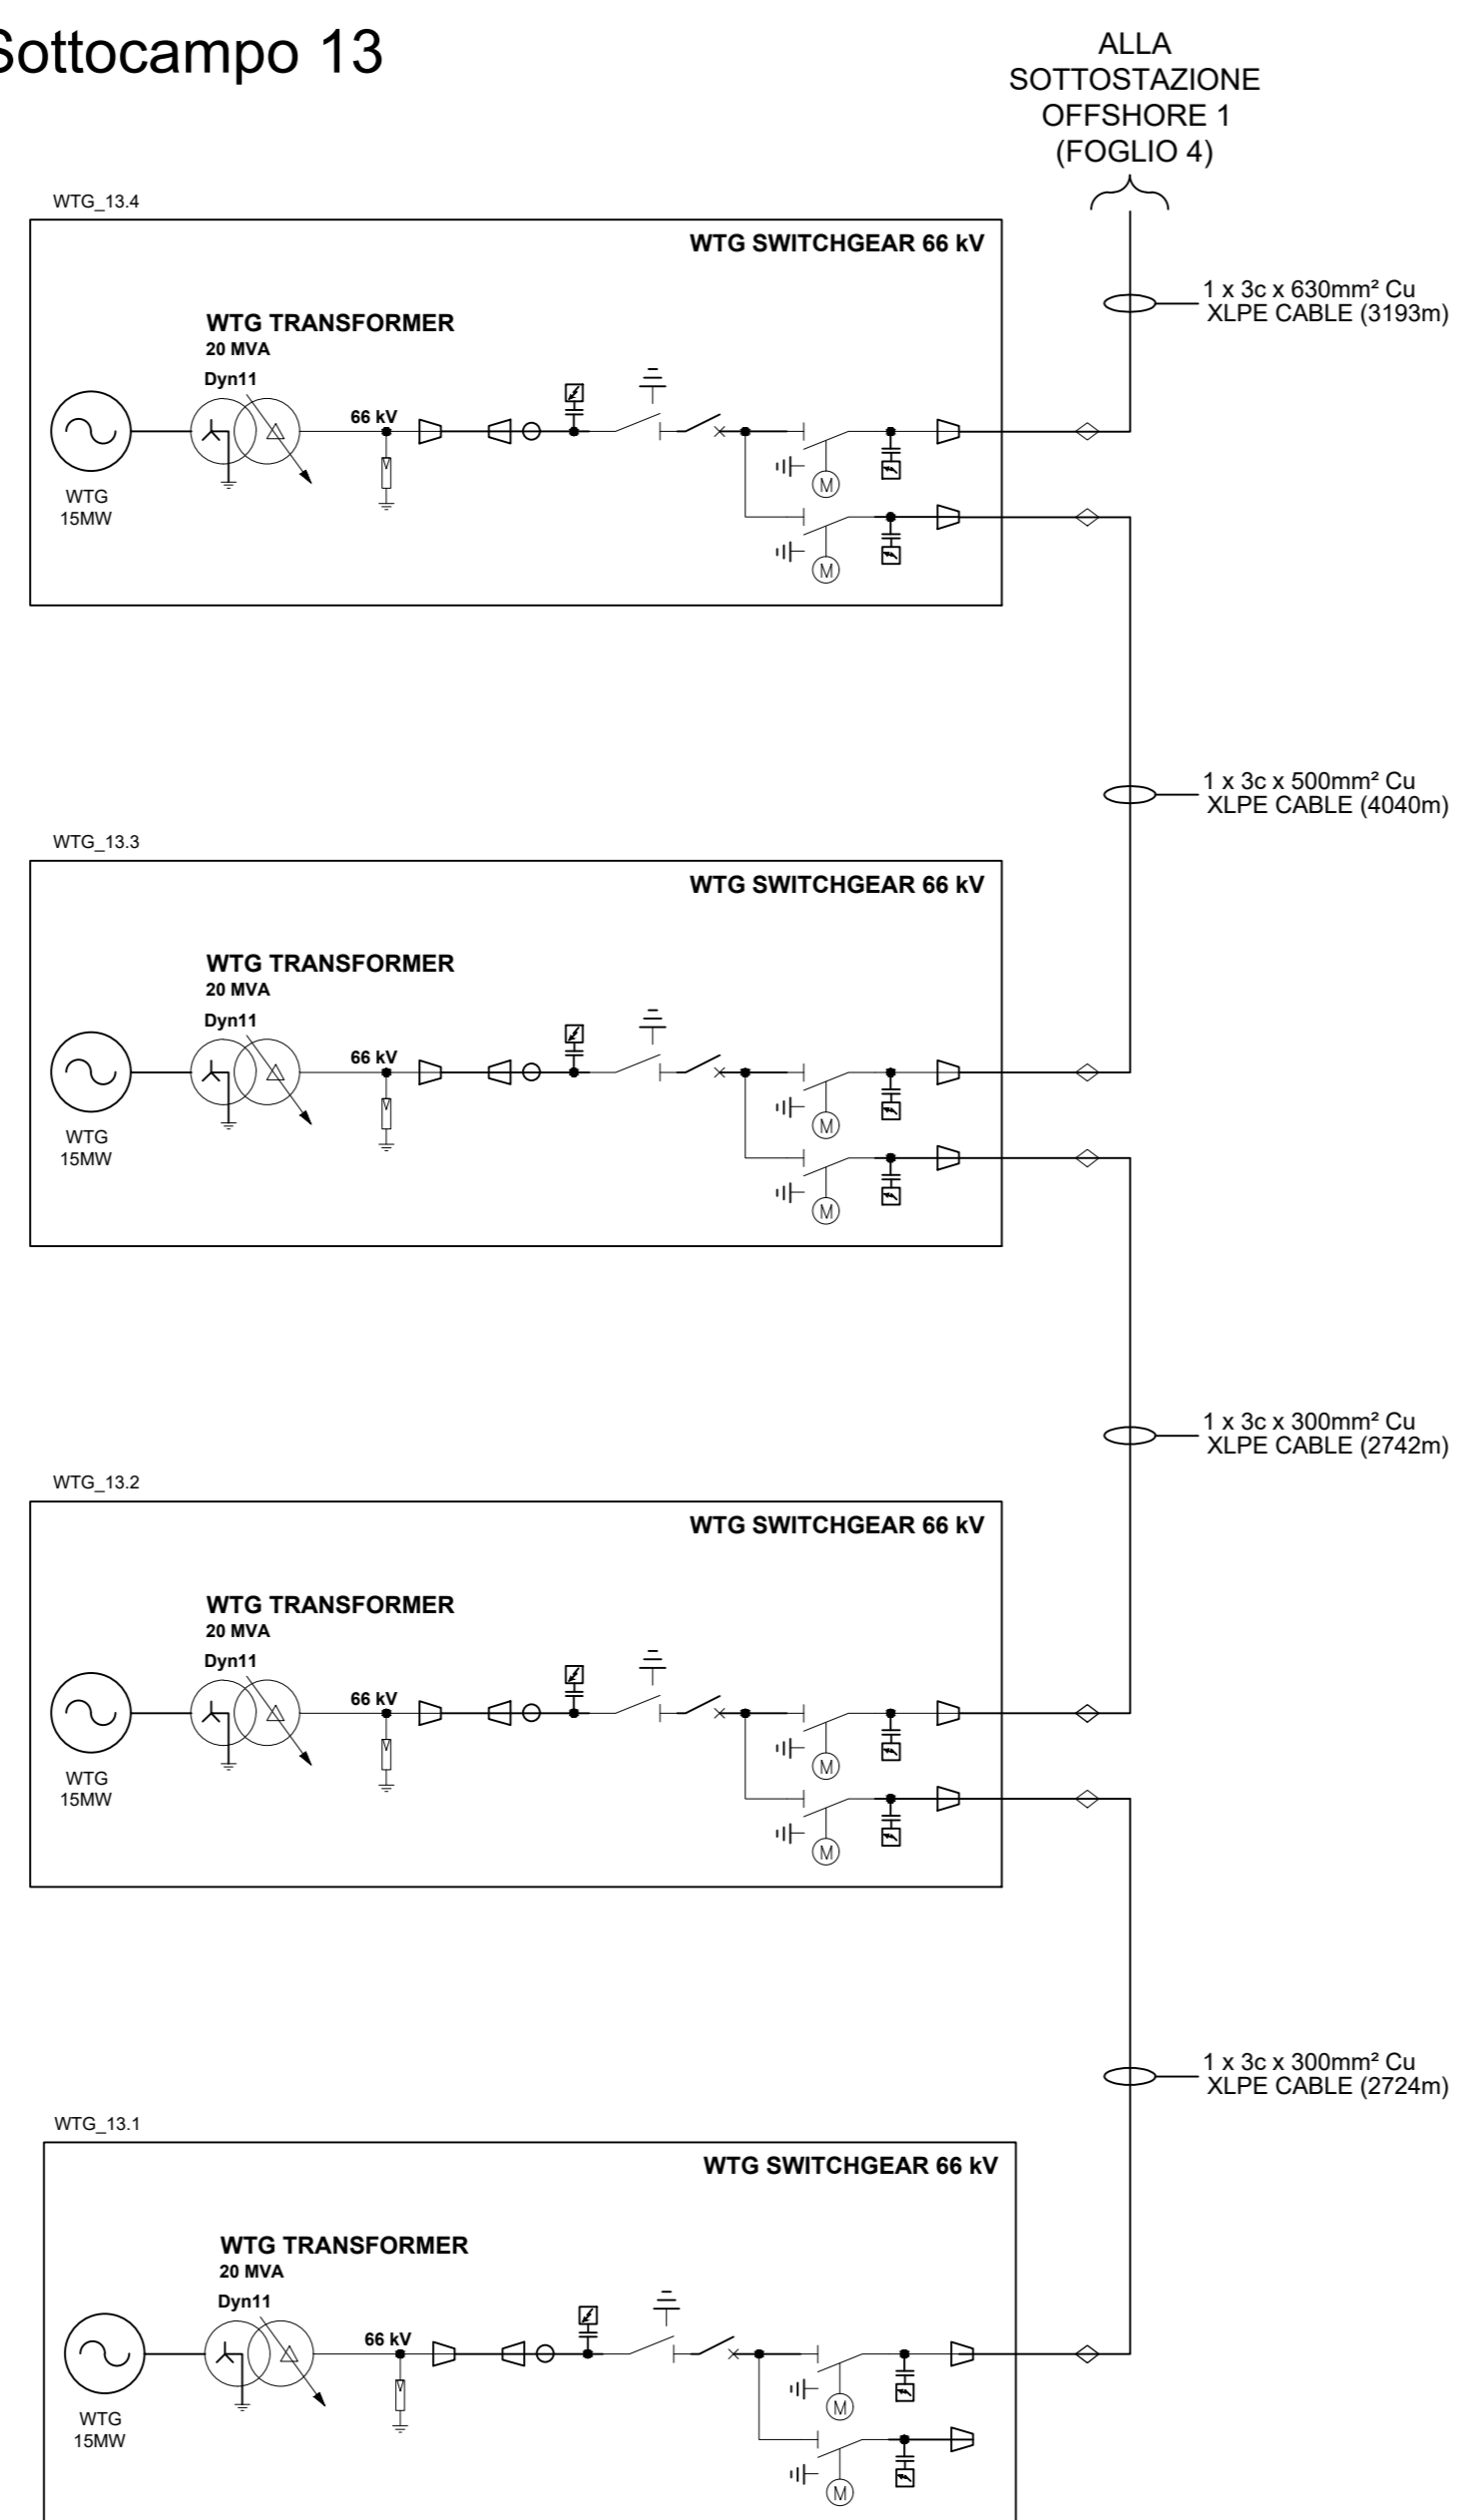 Sottocampo 13
ALLA
SOTTOSTAZIONE
OFFSHORE 1
(FOGLIO 4)
WTG_13.4
WTG SWITCHGEAR 66 kV
1 x 3c x 630mm² Cu
XLPE CABLE (3193m)
WTG TRANSFORMER
20 MVA
Dyn11
66 kV
WTG
15MW
M
M
1 x 3c x 500mm² Cu
XLPE CABLE (4040m)
WTG_13.3
WTG SWITCHGEAR 66 kV
WTG TRANSFORMER
20 MVA
Dyn11
66 kV
WTG
15MW
M
M
1 x 3c x 300mm² Cu
XLPE CABLE (2742m)
WTG_13.2
WTG SWITCHGEAR 66 kV
WTG TRANSFORMER
20 MVA
Dyn11
66 kV
WTG
15MW
M
M
1 x 3c x 300mm² Cu
XLPE CABLE (2724m)
WTG_13.1
WTG SWITCHGEAR 66 kV
WTG TRANSFORMER
20 MVA
Dyn11
66 kV
WTG
15MW
M
M